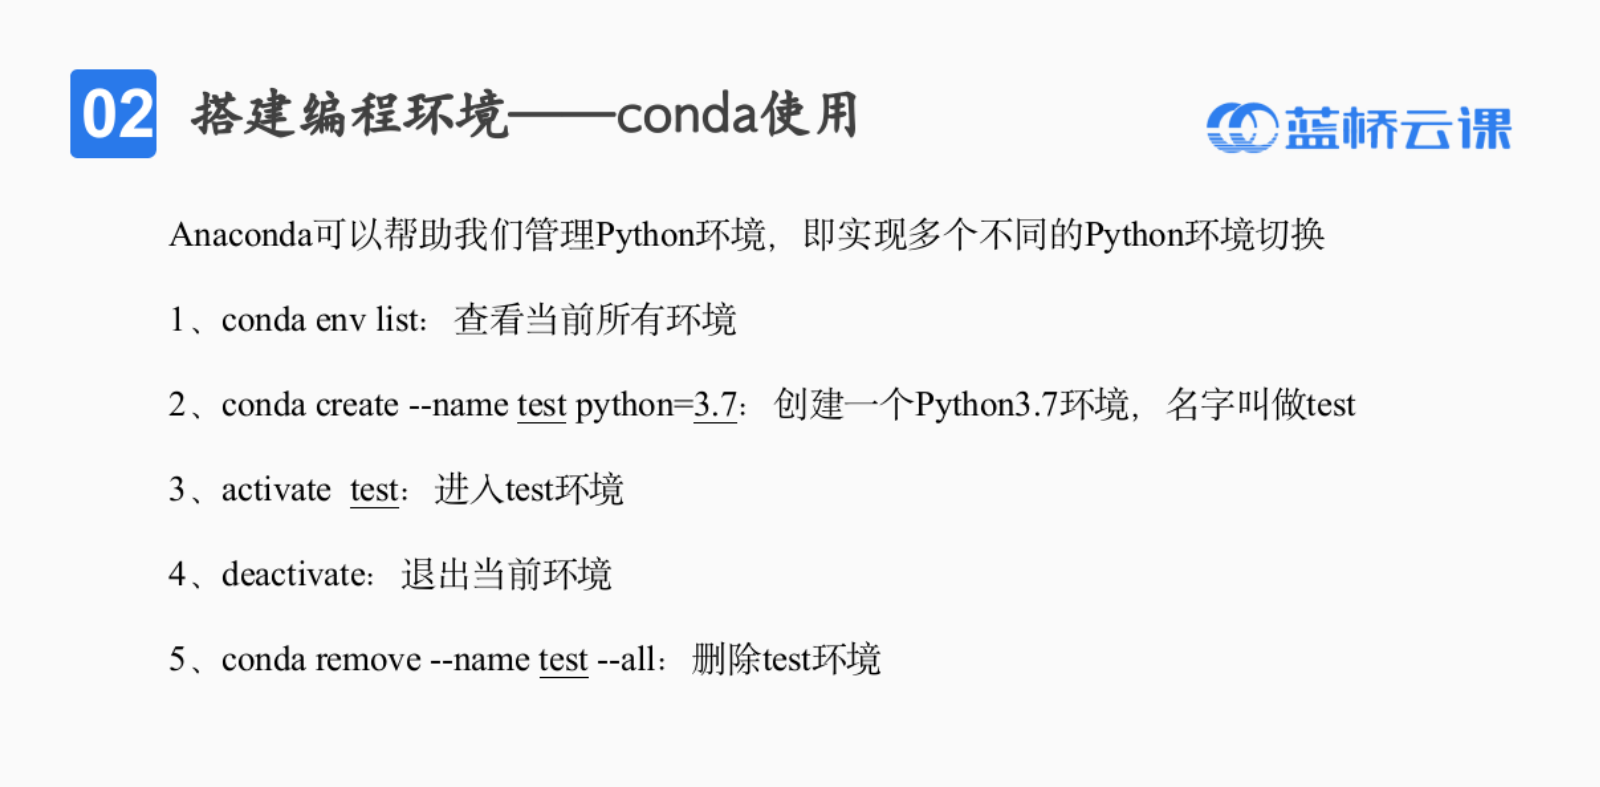 02 搭建编程环境——conda使用
蓝桥云课
Anaconda可以帮助我们管理Python环境，即实现多个不同的Python环境切换
1、conda env list： 查看当前所有环境
2、conda create --name test python=3.7： 创建一个Python3.7环境，名字叫做test
3、activate  test：进入test环境
4、deactivate： 退出当前环境
5、conda remove --name test --all： 删除test环境